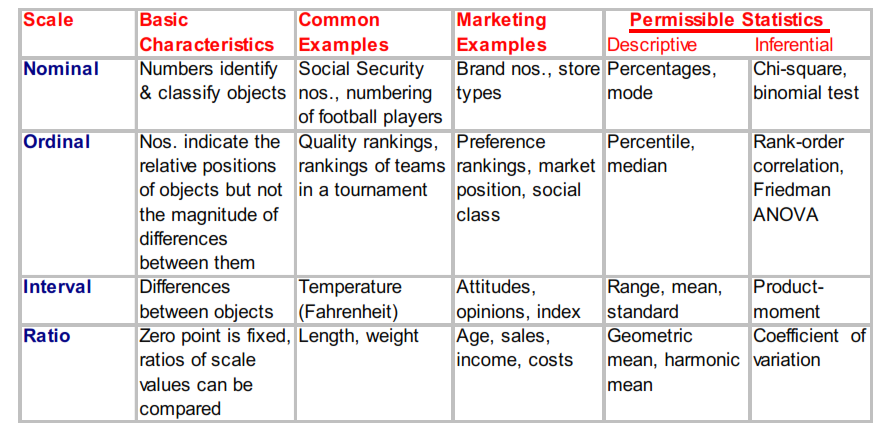 Scale
Basic
Characteristics
Common
Examples
Marketing
Examples
Permissible Statistics
Descriptive
Inferential
Nominal
Numbers identify
& classify objects
Social Security
nos., numbering
of football players
Brand nos., store
types
Percentages,
mode
Chi-square,
binomial test
Ordinal
Nos. indicate the
relative positions
of objects but not
the magnitude of
differences
between them
Quality rankings,
rankings of teams
in a tournament
Preference
rankings, market
position, social
class
Percentile,
median
Rank-order
correlation,
Friedman
ANOVA
Interval
Differences
between objects
Temperature
(Fahrenheit)
Attitudes,
opinions, index
Range, mean,
standard
Product-
moment
Ratio
Zero point is fixed,
ratios of scale
values can be
compared
Length, weight
Age, sales,
income, costs
Geometric
mean, harmonic
mean
Coefficient of
variation